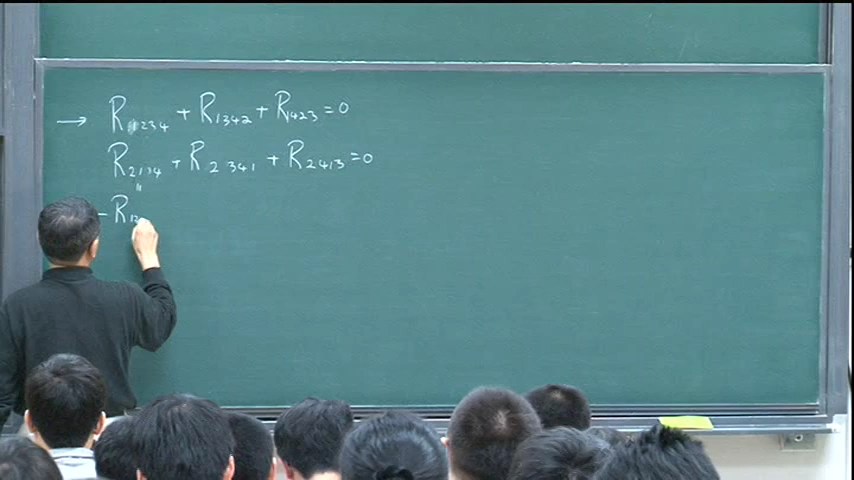 → R₁₂₃₄ + R₁₃₄₂ + R₁₄₂₃ = 0
R₂₁₃₄ + R₂₃₄₁ + R₂₄₁₃ = 0
"
- R₁₂